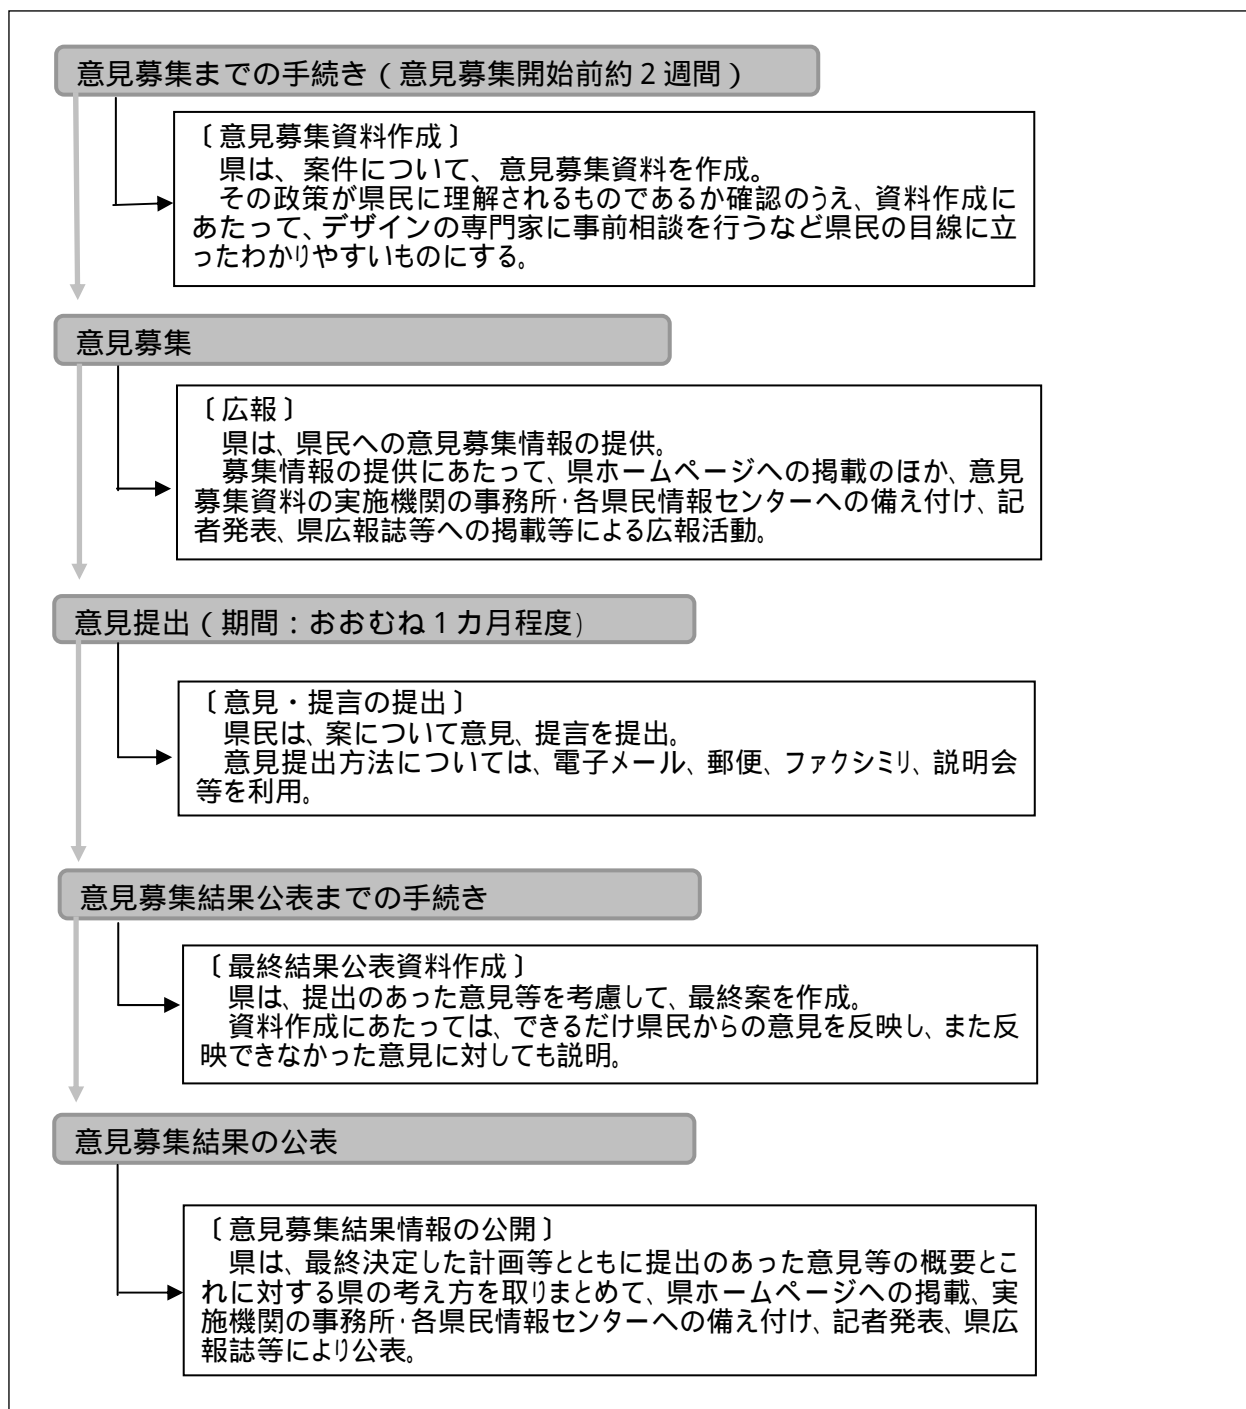 意見募集までの手続き（意見募集開始前約２週間）
〔意見募集資料作成〕
県は、案件について、意見募集資料を作成。
その政策が県民に理解されるものであるか確認のうえ、資料作成に
あたって、デザインの専門家に事前相談を行うなど県民の目線に立
ったわかりやすいものにする。
意見募集
〔広報〕
県は、県民への意見募集情報の提供。
募集情報の提供にあたって、県ホームページへの掲載のほか、意見
募集資料の実施機関の事務所・各県民情報センターへの備え付け、記
者発表、県広報誌等への掲載等による広報活動。
意見提出（期間：おおむね１カ月程度）
〔意見・提言の提出〕
県民は、案について意見、提言を提出。
意見提出方法については、電子メール、郵便、ファクシミリ、説明会
等を利用。
意見募集結果公表までの手続き
〔最終結果公表資料作成〕
県は、提出のあった意見等を考慮して、最終案を作成。
資料作成にあたっては、できるだけ県民からの意見を反映し、また反
映できなかった意見に対しても説明。
意見募集結果の公表
〔意見募集結果情報の公開〕
県は、最終決定した計画等とともに提出のあった意見等の概要とこ
れに対する県の考え方を取りまとめて、県ホームページへの掲載、実
施機関の事務所・各県民情報センターへの備え付け、記者発表、県広
報誌等により公表。